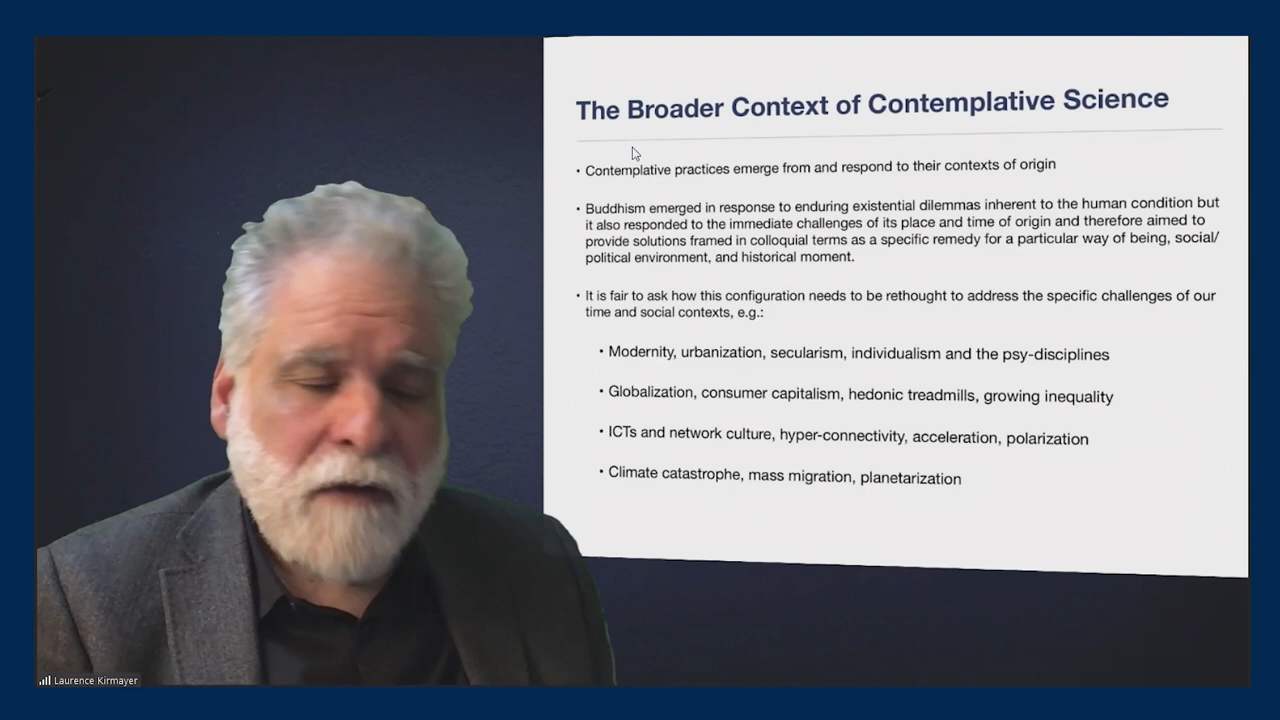 The Broader Context of Contemplative Science
• Contemplative practices emerge from and respond to their contexts of origin
• Buddhism emerged in response to enduring existential dilemmas inherent to the human condition but
it also responded to the immediate challenges of its place and time of origin and therefore aimed to
provide solutions framed in colloquial terms as a specific remedy for a particular way of being, social/
political environment, and historical moment.
• It is fair to ask how this configuration needs to be rethought to address the specific challenges of our
time and social contexts, e.g.:
• Modernity, urbanization, secularism, individualism and the psy-disciplines
• Globalization, consumer capitalism, hedonic treadmills, growing inequality
• ICTs and network culture, hyper-connectivity, acceleration, polarization
• Climate catastrophe, mass migration, planetarization
Laurence Kirmayer